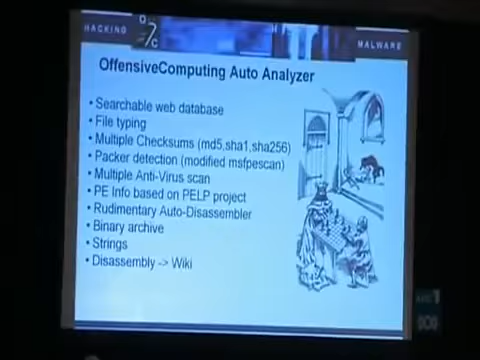 HACKING
O
C
MALWARE
OffensiveComputing Auto Analyzer
• Searchable web database
• File typing
• Multiple Checksums (md5,sha1,sha256)
• Packer detection (modified msfpescan)
• Multiple Anti-Virus scan
• PE Info based on PELP project
• Rudimentary Auto-Disassembler
• Binary archive
• Strings
• Disassembly -> Wiki